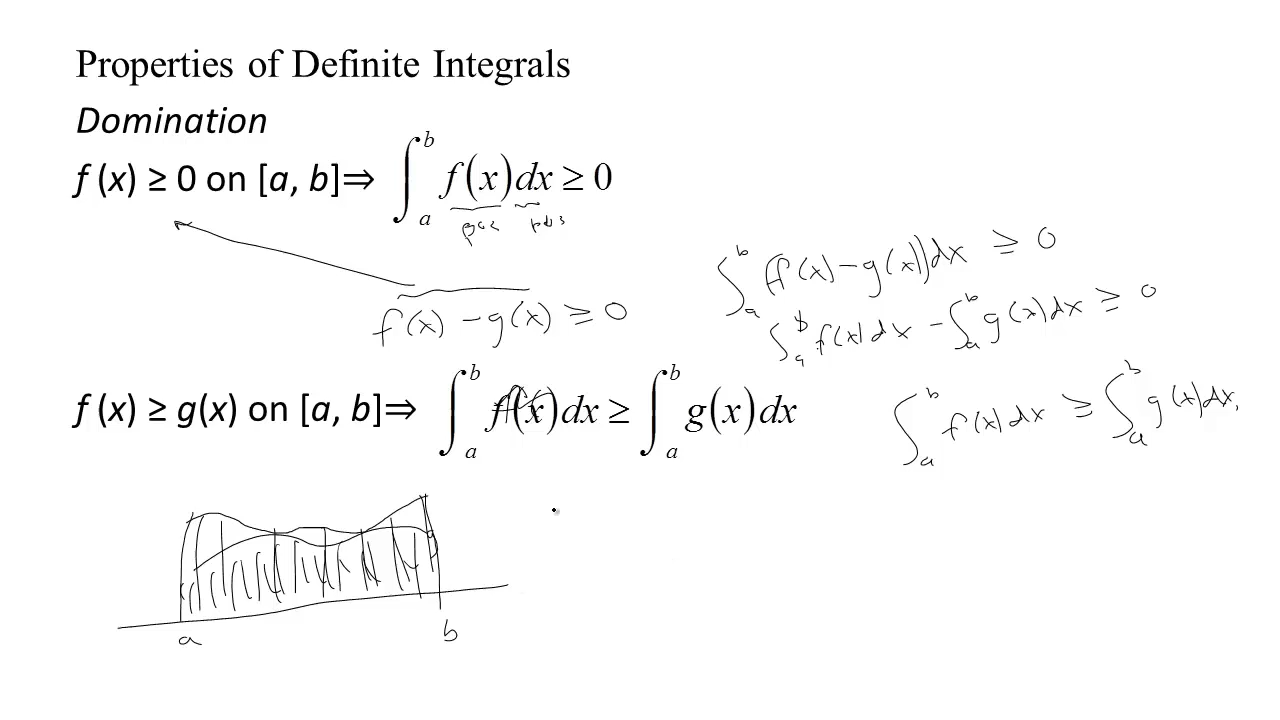 Properties of Definite Integrals
Domination
f (x) ≥ 0 on [a, b]⇒ ∫_a^b f(x)dx ≥ 0
pos pos
∫_a^b (f(x) − g(x))dx ≥ 0
f(x) − g(x) ≥ 0
∫_a^b f(x)dx − ∫_a^b g(x)dx ≥ 0
f (x) ≥ g(x) on [a, b]⇒ ∫_a^b f(x)dx ≥ ∫_a^b g(x)dx
∫_a^b f(x)dx ≥ ∫_a^b g(x)dx,
a b